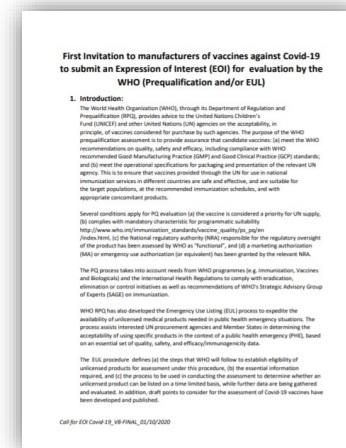 First Invitation to manufacturers of vaccines against Covid-19
to submit an Expression of Interest (EOI) for evaluation by the
WHO (Prequalification and/or EUL)
1. Introduction:
The World Health Organization (WHO), through its Department of Regulation and
Prequalification (RPQ), provides advice to the United Nations Children's
Fund (UNICEF) and other United Nations (UN) agencies on the acceptability, in
principle, of vaccines considered for purchase by such agencies. The purpose of the WHO
prequalification assessment is to provide assurance that candidate vaccines: (a) meet the WHO
recommendations on quality, safety and efficacy, including compliance with WHO
recommended Good Manufacturing Practice (GMP) and Good Clinical Practice (GCP) standards;
and (b) meet the operational specifications for packaging and presentation of the relevant UN
agency. This is to ensure that vaccines provided through the UN for use in national
immunization services in different countries are safe and effective, and are suitable for
the target populations, at the recommended immunization schedules, and with
appropriate concomitant products.
Several conditions apply for PQ evaluation (a) the vaccine is considered a priority for UN supply,
(b) complies with mandatory characteristic for programmatic suitability
http://www.who.int/immunization_standards/vaccine_quality/ps_pq/en
/index.html, (c) the National regulatory authority (NRA) responsible for the regulatory oversight
of the product has been assessed by WHO as "functional", and (d) a marketing authorization
(MA) or emergency use authorization (or equivalent) has been granted by the relevant NRA.
The PQ process takes into account needs from WHO programmes (e.g. Immunization, Vaccines
and Biologicals) and the International Health Regulations to comply with eradication,
elimination or control initiatives as well as recommendations of WHO's Strategic Advisory Group
of Experts (SAGE) on immunization.
WHO RPQ has also developed the Emergency Use Listing (EUL) process to expedite the
availability of unlicensed medical products needed in public health emergency situations. The
process assists interested UN procurement agencies and Member States in determining the
acceptability of using specific products in the context of a public health emergency (PHE), based
on an essential set of quality, safety, and efficacy/immunogenicity data.
The EUL procedure defines (a) the steps that WHO will follow to establish eligibility of
unlicensed products for assessment under this procedure, (b) the essential information
required, and (c) the process to be used in conducting the assessment to determine whether an
unlicensed product can be listed on a time limited basis, while further data are being gathered
and evaluated. In addition, draft points to consider for the assessment of Covid-19 vaccines have
been developed and published.
Call for EOI Covid-19_V8-FINAL_01/10/2020